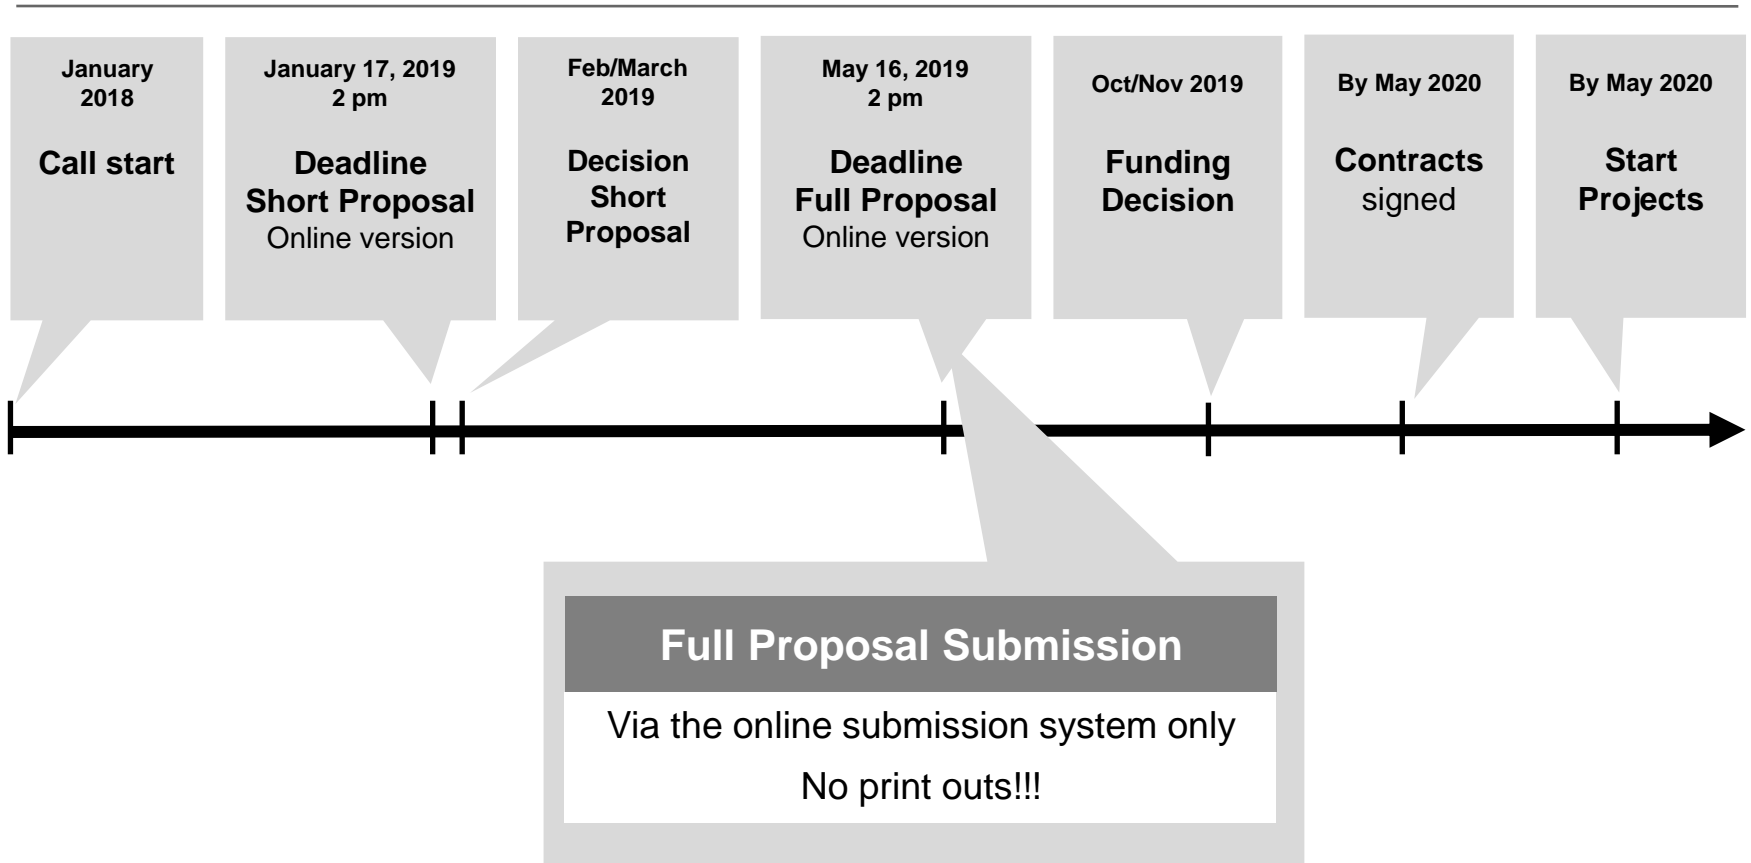 January
2018
Call start
January 17, 2019
2 pm
Deadline
Short Proposal
Online version
Feb/March
2019
Decision
Short
Proposal
May 16, 2019
2 pm
Deadline
Full Proposal
Online version
Oct/Nov 2019
Funding
Decision
By May 2020
Contracts
signed
By May 2020
Start
Projects
Full Proposal Submission
Via the online submission system only
No print outs!!!